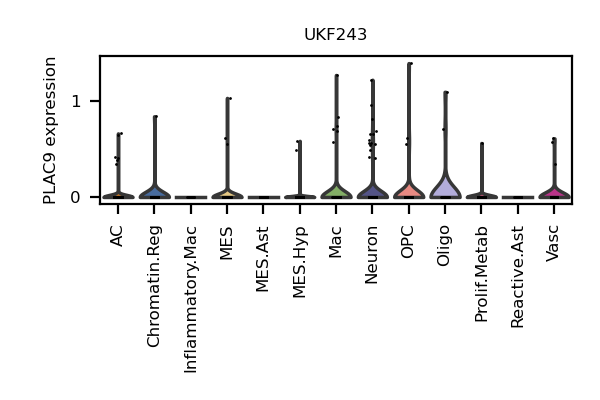 UKF243
PLAC9 expression
1
0
AC
Chromatin.Reg
Inflammatory.Mac
MES
MES.Ast
MES.Hyp
Mac
Neuron
OPC
Oligo
Prolif.Metab
Reactive.Ast
Vasc